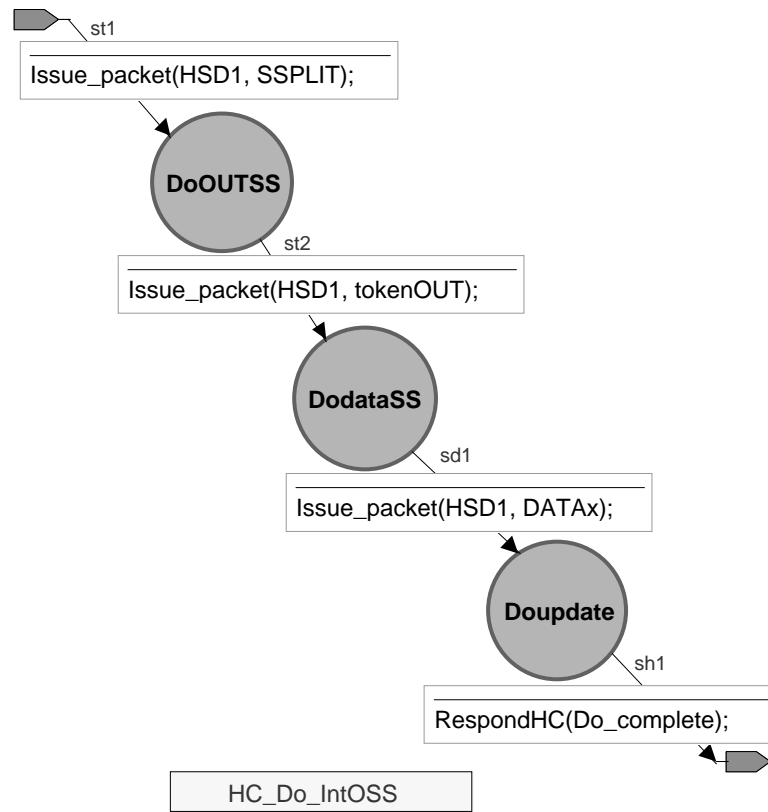 st1
Issue_packet(HSD1, SSPLIT);
DoOUTSS
st2
Issue_packet(HSD1, tokenOUT);
DodataSS
sd1
Issue_packet(HSD1, DATAx);
Doupdate
sh1
RespondHC(Do_complete);
HC_Do_IntOSS